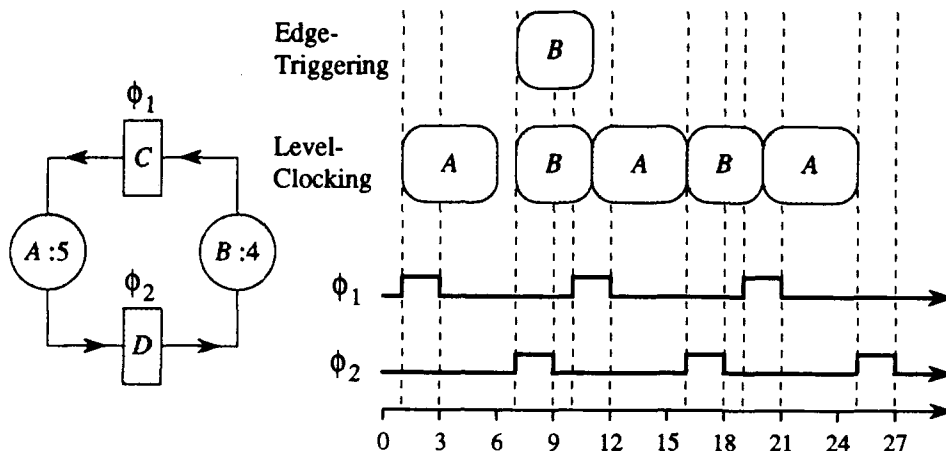 Edge-
Triggering
B
Level-
Clocking
A
B
A
B
A
ϕ1
C
A :5
B :4
ϕ2
D
ϕ1
ϕ2
0 3 6 9 12 15 18 21 24 27